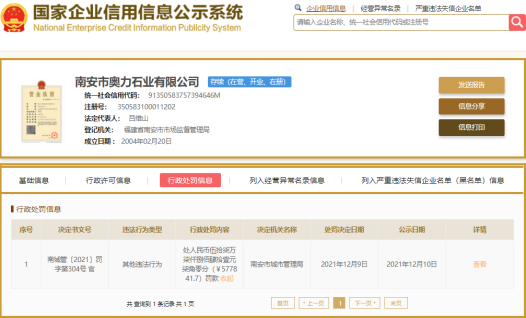 国家企业信用信息公示系统
National Enterprise Credit Information Publicity System
企业信用信息 | 经营异常名录 | 严重违法失信企业名单
请输入企业名称、统一社会信用代码或注册号
南安市奥力石业有限公司 存续（在营、开业、在册）
统一社会信用代码： 91350583757394646M
注册号： 350583100011202
法定代表人： 吕继山
登记机关： 福建省南安市市场监督管理局
成立日期： 2004年02月20日
发送报告
信息分享
信息打印
基础信息 | 行政许可信息 | 行政处罚信息 | 列入经营异常名录信息 | 列入严重违法失信企业名单（黑名单）信息
行政处罚信息
序号 决定书文号 违法行为类型 行政处罚内容 决定机关名称 处罚决定日期 公示日期 详情
1 南城管〔2021〕罚字第304号 官 其他违法行为 处人民币伍拾柒万柒仟捌佰肆拾壹元柒角零分（￥577841.7）罚款 收起 南安市城市管理局 2021年12月9日 2021年12月10日 查看
共 查询到 1 条记录 共 1 页
首页 上一页 1 下一页 末页